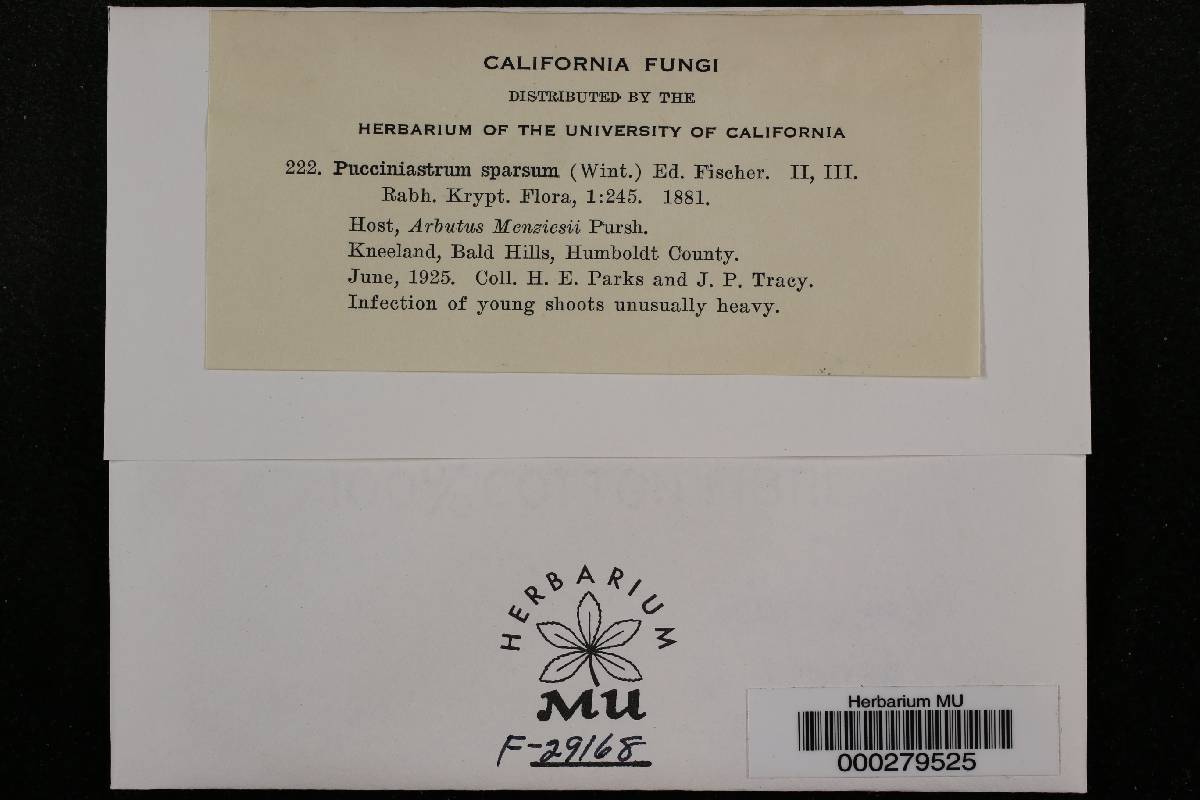 CALIFORNIA FUNGI
DISTRIBUTED BY THE
HERBARIUM OF THE UNIVERSITY OF CALIFORNIA
222. Pucciniastrum sparsum (Wint.) Ed. Fischer. II, III.
Rabh. Krypt. Flora, 1:245. 1881.
Host, Arbutus Menziesii Pursh.
Kneeland, Bald Hills, Humboldt County.
June, 1925. Coll. H. E. Parks and J. P. Tracy.
Infection of young shoots unusually heavy.
HERBARIUM
MU
F-29168
Herbarium MU
000279525